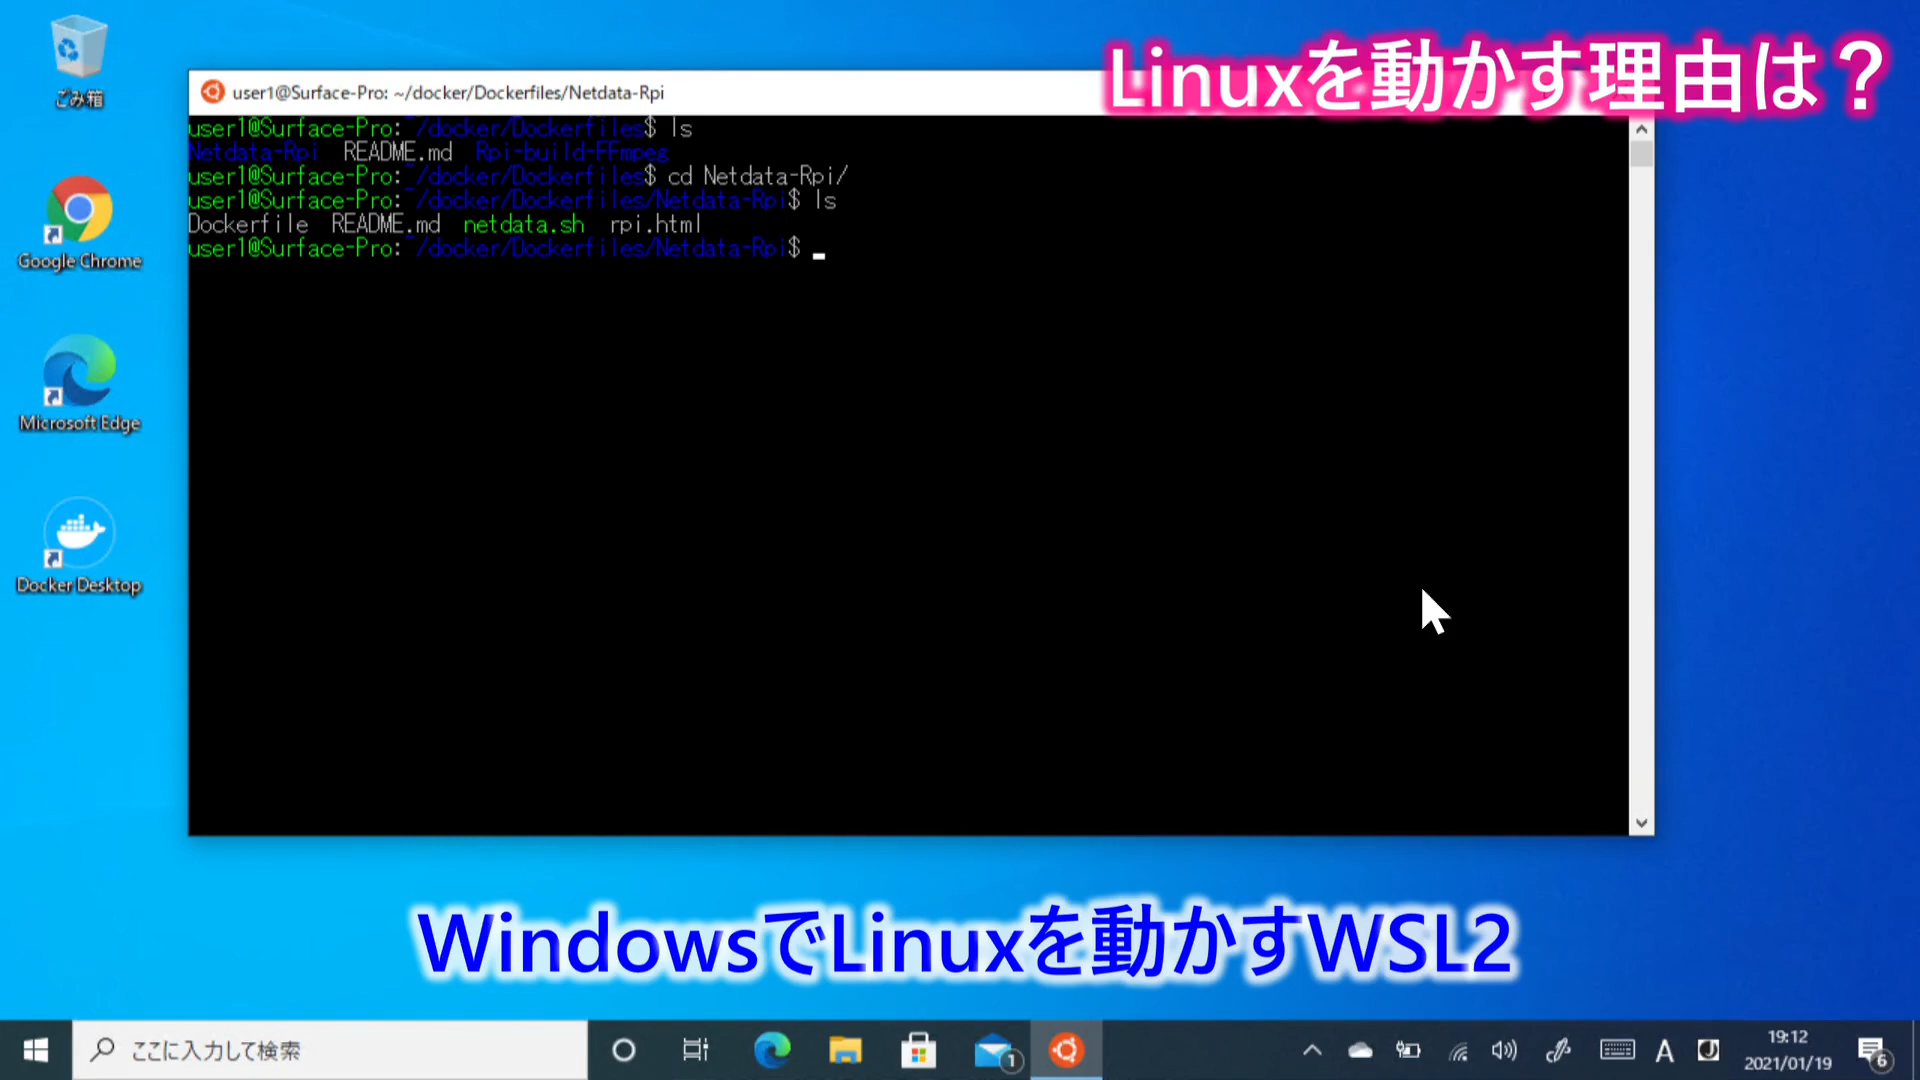 ごみ箱
Linuxを動かす理由は？
user1@Surface-Pro: ~/docker/Dockerfiles/Netdata-Rpi
user1@Surface-Pro:~/docker/Dockerfiles$ ls
Netdata-Rpi README.md Rpi-build-FFmpeg
user1@Surface-Pro:~/docker/Dockerfiles$ cd Netdata-Rpi/
user1@Surface-Pro:~/docker/Dockerfiles/Netdata-Rpi$ ls
Dockerfile README.md netdata.sh rpi.html
user1@Surface-Pro:~/docker/Dockerfiles/Netdata-Rpi$ _
Google Chrome
Microsoft Edge
Docker Desktop
WindowsでLinuxを動かすWSL2
ここに入力して検索
1
A
J
19:12
2021/01/19
6